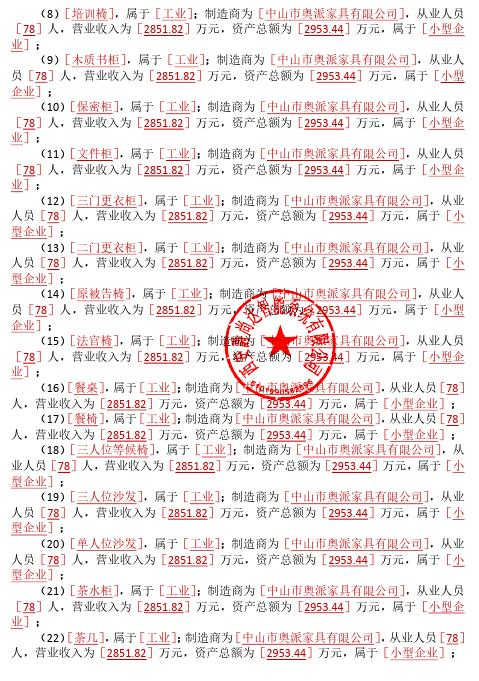 （8）［培训椅］，属于［工业］；制造商为［中山市奥派家具有限公司］，从业人员
［78］人，营业收入为［2851.82］万元，资产总额为［2953.44］万元，属于［小型企
业］；
（9）［木质书柜］，属于［工业］；制造商为［中山市奥派家具有限公司］，从业人
员［78］人，营业收入为［2851.82］万元，资产总额为［2953.44］万元，属于［小型
企业］；
（10）［保密柜］，属于［工业］；制造商为［中山市奥派家具有限公司］，从业人员
［78］人，营业收入为［2851.82］万元，资产总额为［2953.44］万元，属于［小型企
业］；
（11）［文件柜］，属于［工业］；制造商为［中山市奥派家具有限公司］，从业人员
［78］人，营业收入为［2851.82］万元，资产总额为［2953.44］万元，属于［小型企
业］；
（12）［三门更衣柜］，属于［工业］；制造商为［中山市奥派家具有限公司］，从业
人员［78］人，营业收入为［2851.82］万元，资产总额为［2953.44］万元，属于［小
型企业］；
（13）［二门更衣柜］，属于［工业］；制造商为［中山市奥派家具有限公司］，从业
人员［78］人，营业收入为［2851.82］万元，资产总额为［2953.44］万元，属于［小
型企业］；
（14）［原被告椅］，属于［工业］；制造商为［中山市奥派家具有限公司］，从业人
员［78］人，营业收入为［2851.82］万元，资产总额为［2953.44］万元，属于［小型
企业］；
（15）［法官椅］，属于［工业］；制造商为［中山市奥派家具有限公司］，从业人员
［78］人，营业收入为［2851.82］万元，资产总额为［2953.44］万元，属于［小型企
业］；
（16）［餐桌］，属于［工业］；制造商为［中山市奥派家具有限公司］，从业人员［78］
人，营业收入为［2851.82］万元，资产总额为［2953.44］万元，属于［小型企业］；
（17）［餐椅］，属于［工业］；制造商为［中山市奥派家具有限公司］，从业人员［78］
人，营业收入为［2851.82］万元，资产总额为［2953.44］万元，属于［小型企业］；
（18）［三人位等候椅］，属于［工业］；制造商为［中山市奥派家具有限公司］，从
业人员［78］人，营业收入为［2851.82］万元，资产总额为［2953.44］万元，属于［小
型企业］；
（19）［三人位沙发］，属于［工业］；制造商为［中山市奥派家具有限公司］，从业
人员［78］人，营业收入为［2851.82］万元，资产总额为［2953.44］万元，属于［小
型企业］；
（20）［单人位沙发］，属于［工业］；制造商为［中山市奥派家具有限公司］，从业
人员［78］人，营业收入为［2851.82］万元，资产总额为［2953.44］万元，属于［小
型企业］；
（21）［茶水柜］，属于［工业］；制造商为［中山市奥派家具有限公司］，从业人员
［78］人，营业收入为［2851.82］万元，资产总额为［2953.44］万元，属于［小型企
业］；
（22）［茶几］，属于［工业］；制造商为［中山市奥派家具有限公司］，从业人员［78］
人，营业收入为［2851.82］万元，资产总额为［2953.44］万元，属于［小型企业］；